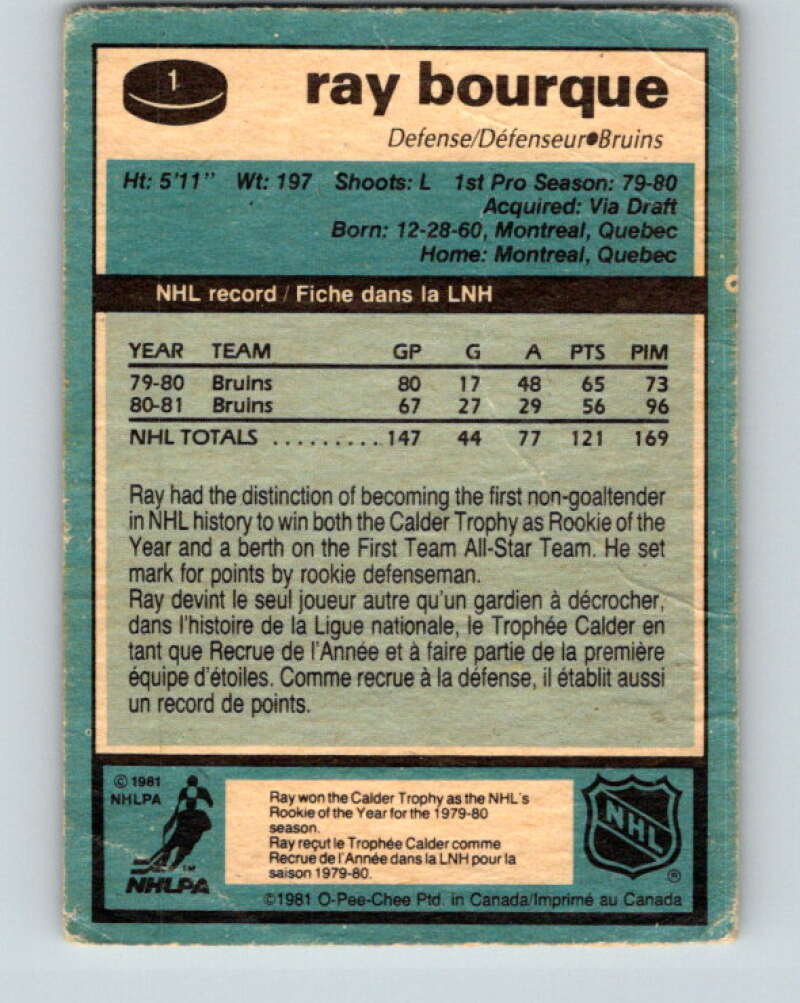 1
ray bourque
Defense/Défenseur●Bruins
Ht: 5'11" Wt: 197 Shoots: L 1st Pro Season: 79-80
Acquired: Via Draft
Born: 12-28-60, Montreal, Quebec
Home: Montreal, Quebec
NHL record / Fiche dans la LNH
YEAR TEAM GP G A PTS PIM
79-80 Bruins 80 17 48 65 73
80-81 Bruins 67 27 29 56 96
NHL TOTALS ......... 147 44 77 121 169
Ray had the distinction of becoming the first non-goaltender
in NHL history to win both the Calder Trophy as Rookie of the
Year and a berth on the First Team All-Star Team. He set
mark for points by rookie defenseman.
Ray devint le seul joueur autre qu'un gardien à décrocher,
dans l'histoire de la Ligue nationale, le Trophée Calder en
tant que Recrue de l'Année et à faire partie de la première
équipe d'étoiles. Comme recrue à la défense, il établit aussi
un record de points.
© 1981
NHLPA
NHLPA
TM
Ray won the Calder Trophy as the NHL's
Rookie of the Year for the 1979-80
season.
Ray reçut le Trophée Calder comme
Recrue de l'Année dans la LNH pour la
saison 1979-80.
NHL
®
©1981 O-Pee-Chee Ptd. in Canada/Imprimé au Canada